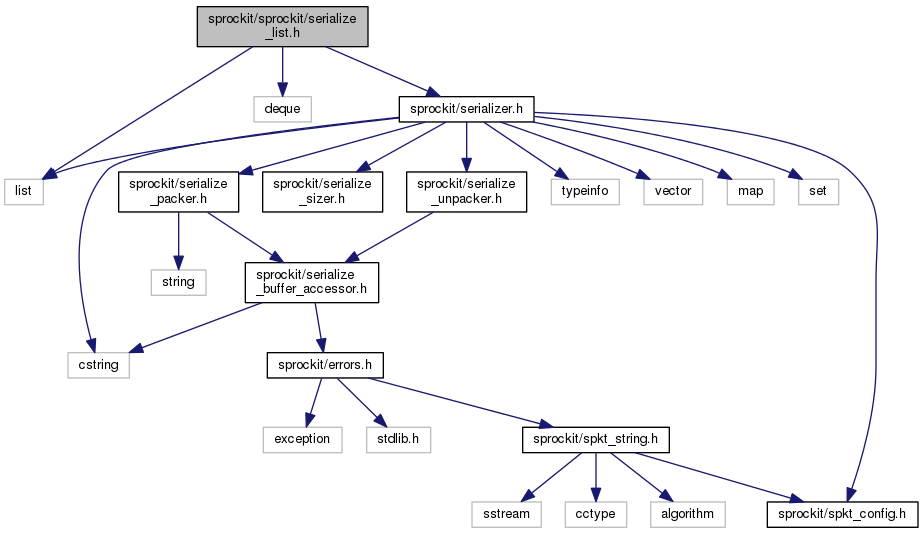 sprockit/sprockit/serialize
_list.h
deque
sprockit/serializer.h
list
sprockit/serialize
_packer.h
sprockit/serialize
_sizer.h
sprockit/serialize
_unpacker.h
typeinfo
vector
map
set
string
sprockit/serialize
_buffer_accessor.h
cstring
sprockit/errors.h
exception
stdlib.h
sprockit/spkt_string.h
sstream
cctype
algorithm
sprockit/spkt_config.h